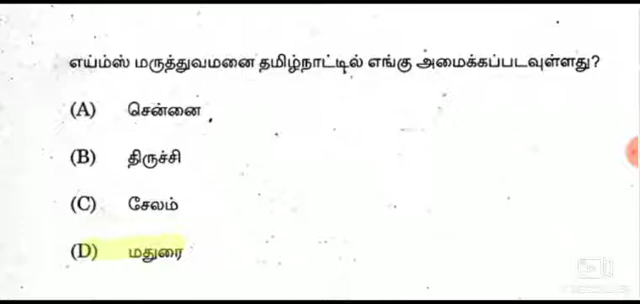 எய்ம்ஸ் மருத்துவமனை தமிழ்நாட்டில் எங்கு அமைக்கப்படவுள்ளது?
(A) சென்னை
(B) திருச்சி
(C) சேலம்
(D) மதுரை